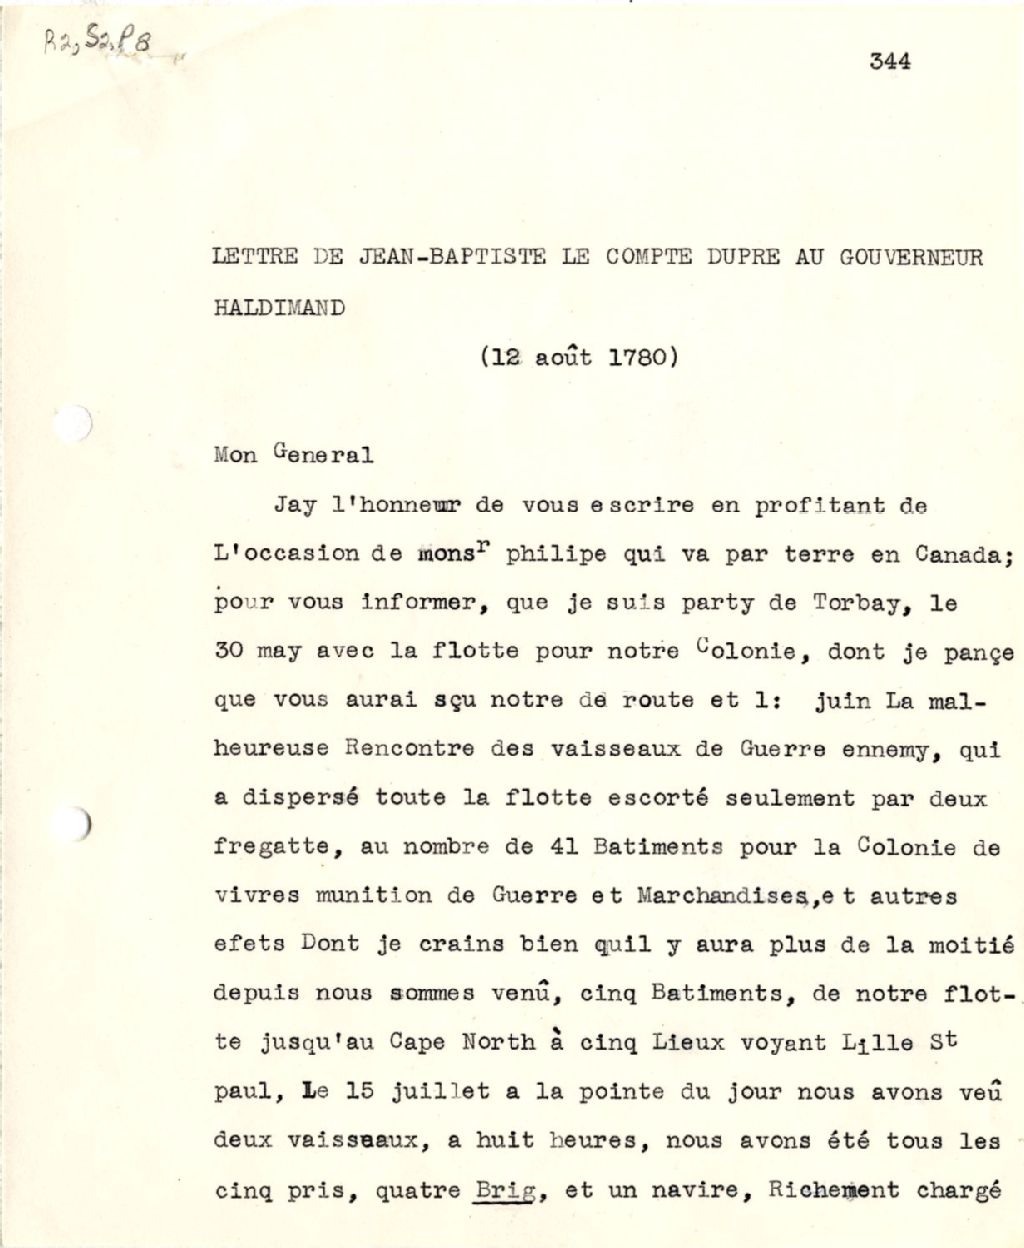 R2, S2, P8
344
LETTRE DE JEAN-BAPTISTE LE COMPTE DUPRE AU GOUVERNEUR
HALDIMAND
(12 août 1780)
Mon General
Jay l'honneur de vous escrire en profitant de
L'occasion de monsr philipe qui va par terre en Canada;
pour vous informer, que je suis party de Torbay, le
30 may avec la flotte pour notre Colonie, dont je pançe
que vous aurai sçu notre de route et l: juin La mal-
heureuse Rencontre des vaisseaux de Guerre ennemy, qui
a dispersé toute la flotte escorté seulement par deux
fregatte, au nombre de 41 Batiments pour la Colonie de
vivres munition de Guerre et Marchandises,et autres
efets Dont je crains bien quil y aura plus de la moitié
depuis nous sommes venû, cinq Batiments, de notre flot-
te jusqu'au Cape North à cinq Lieux voyant Lille St
paul, Le 15 juillet a la pointe du jour nous avons veû
deux vaisseaux, a huit heures, nous avons été tous les
cinq pris, quatre Brig, et un navire, Richement chargé